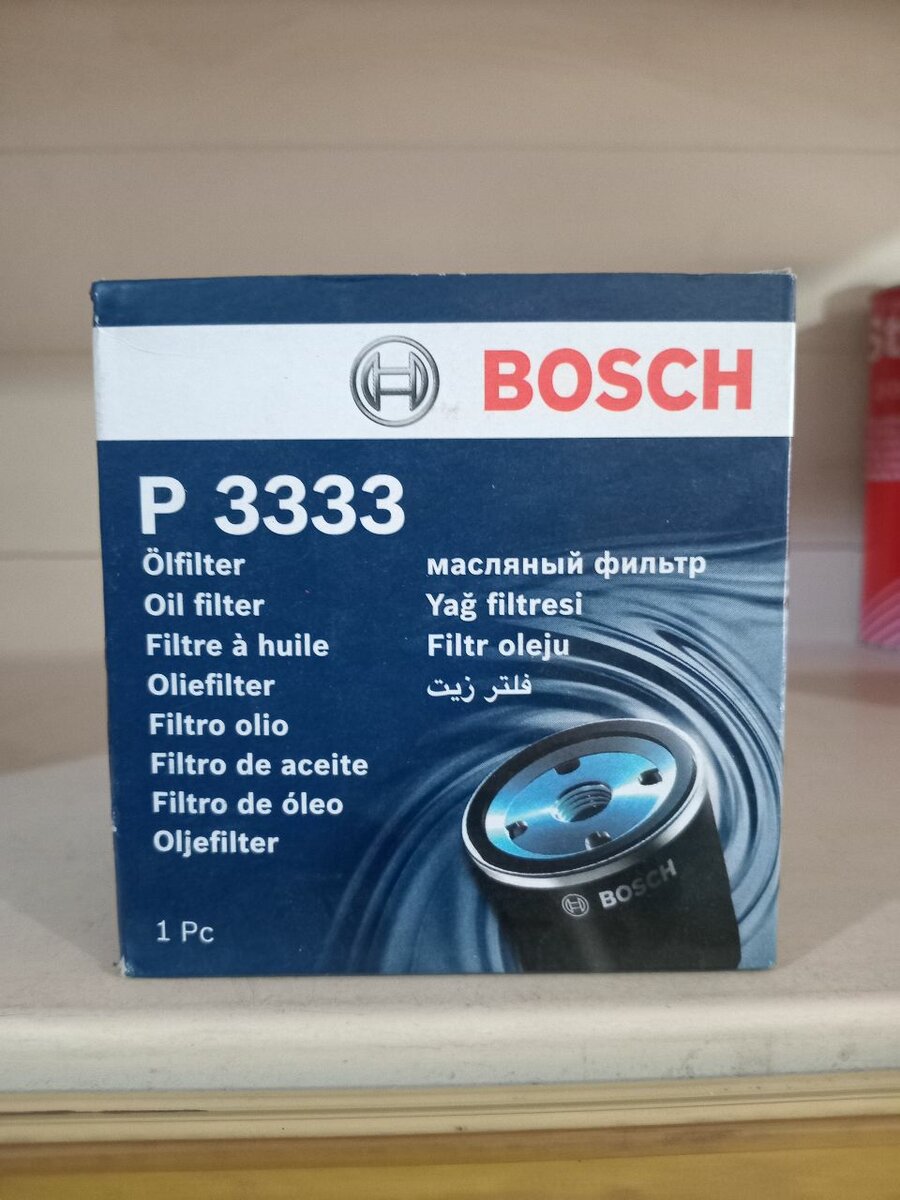 BOSCH
P 3333
Ölfilter
Oil filter
Filtre à huile
Oliefilter
Filtro olio
Filtro de aceite
Filtro de óleo
Oljefilter
масляный фильтр
Yağ filtresi
Filtr oleju
فلتر زيت
BOSCH
1 Pc